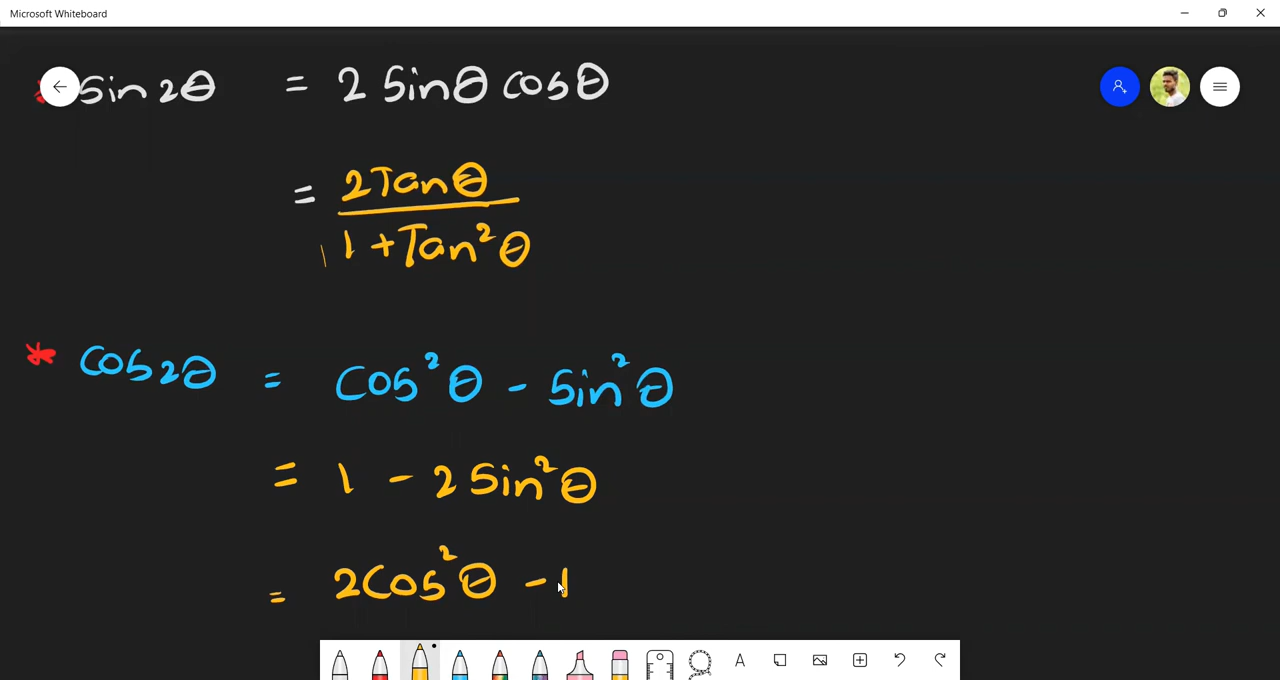 Microsoft Whiteboard
Sin 2θ = 2 Sinθ cosθ
= 2Tanθ / 1 + Tan²θ
* Cos 2θ = Cos²θ - Sin²θ
= 1 - 2 Sin²θ
= 2Cos²θ - 1
A